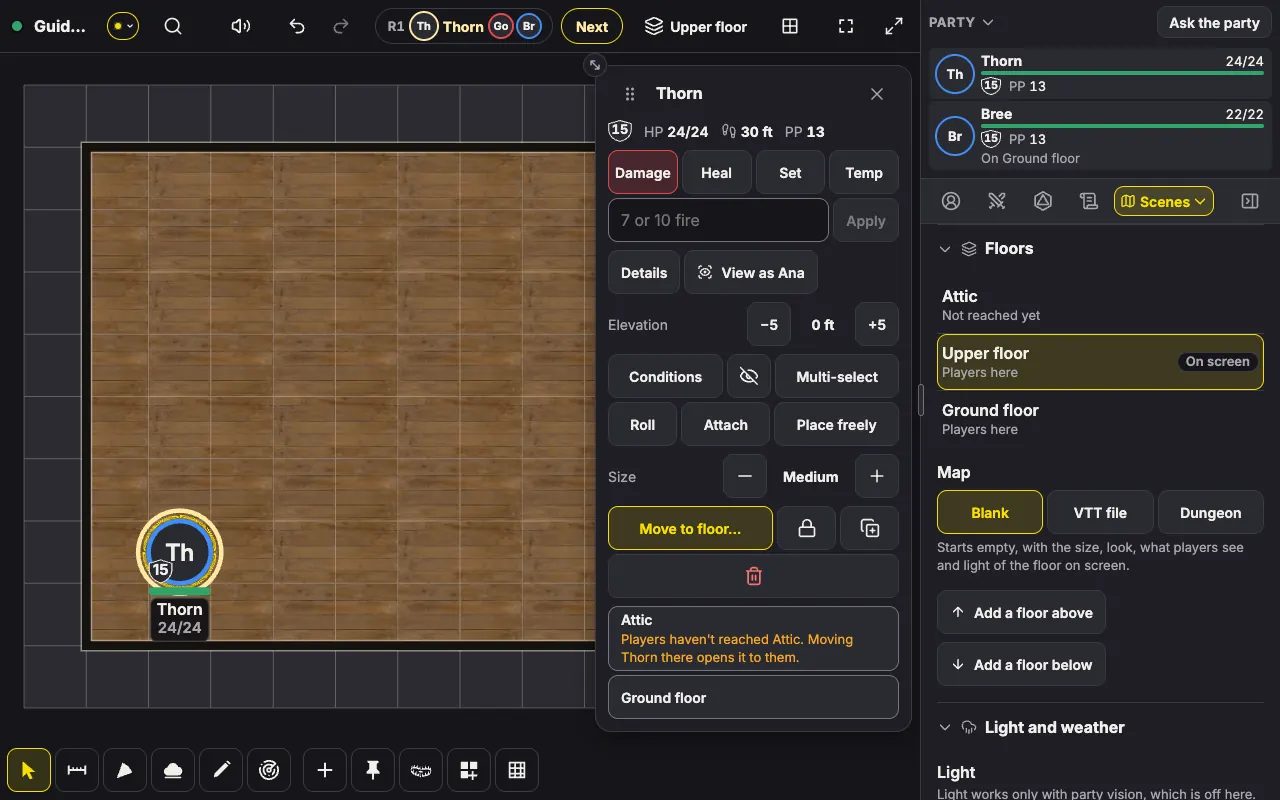 Guid...
R1 Th Thorn Go Br
Next
Upper floor
PARTY
Ask the party
Th
Thorn 24/24
15 PP 13
Br
Bree 22/22
15 PP 13
On Ground floor
Scenes
Thorn
15 HP 24/24 30 ft PP 13
Damage Heal Set Temp
7 or 10 fire Apply
Details View as Ana
Elevation −5 0 ft +5
Conditions Multi-select
Roll Attach Place freely
Size Medium
Move to floor...
Attic
Players haven't reached Attic. Moving
Thorn there opens it to them.
Ground floor
Th
15
Thorn
24/24
Floors
Attic
Not reached yet
Upper floor
Players here
On screen
Ground floor
Players here
Map
Blank VTT file Dungeon
Starts empty, with the size, look, what players see
and light of the floor on screen.
Add a floor above
Add a floor below
Light and weather
Light
Light works only with party vision, which is off here.